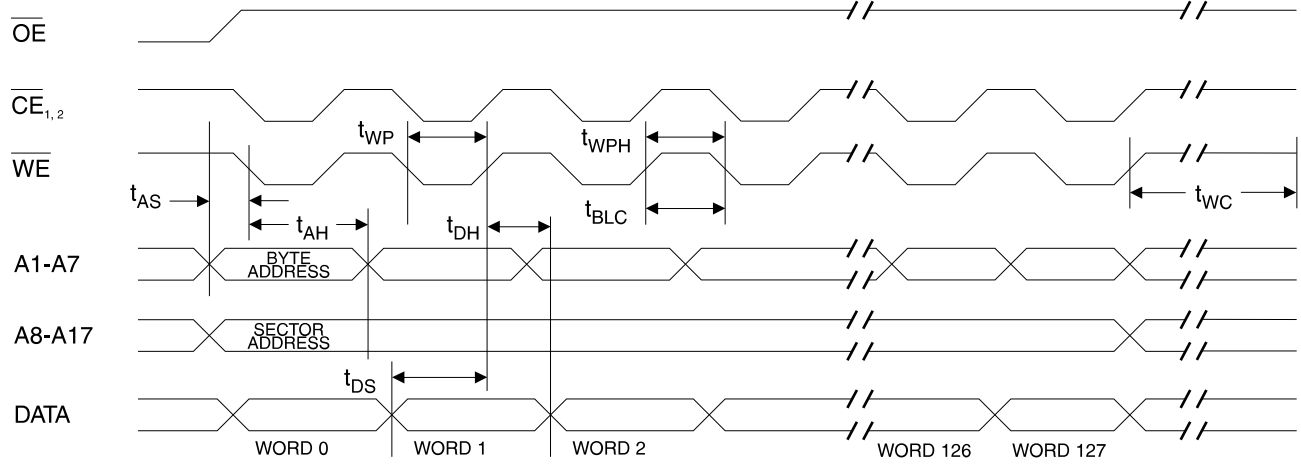 OE
CE1, 2
tWP
tWPH
WE
tAS
tWC
tAH
tDH
tBLC
A1-A7
BYTE
ADDRESS
A8-A17
SECTOR
ADDRESS
tDS
DATA
WORD 0
WORD 1
WORD 2
WORD 126
WORD 127